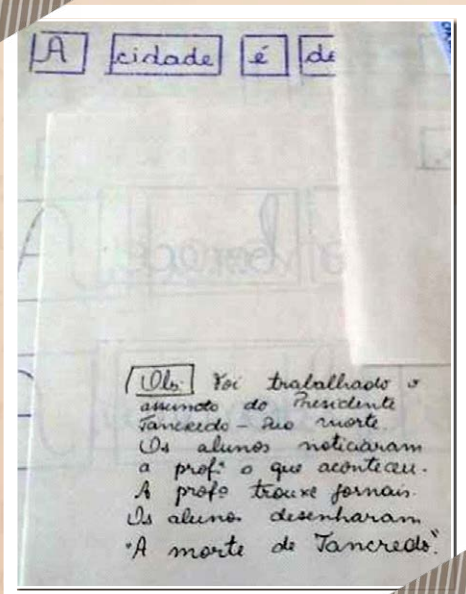 A cidade é de
Obs. Foi trabalhado o
assunto do Presidente
Tancredo - sua morte.
Os alunos noticiaram
a profª o que aconteceu.
A profª trouxe jornais.
Os alunos desenharam
"A morte de Tancredo".